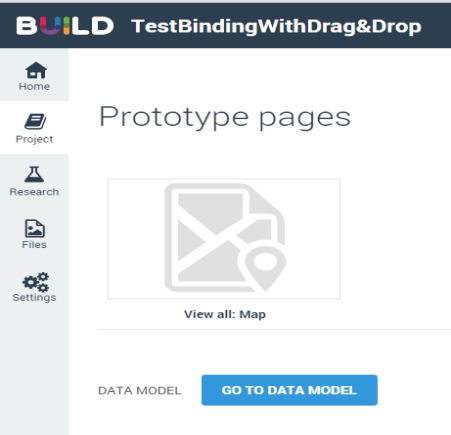 BUILD TestBindingWithDrag&Drop
Home
Project
Research
Files
Settings
Prototype pages
View all: Map
DATA MODEL GO TO DATA MODEL